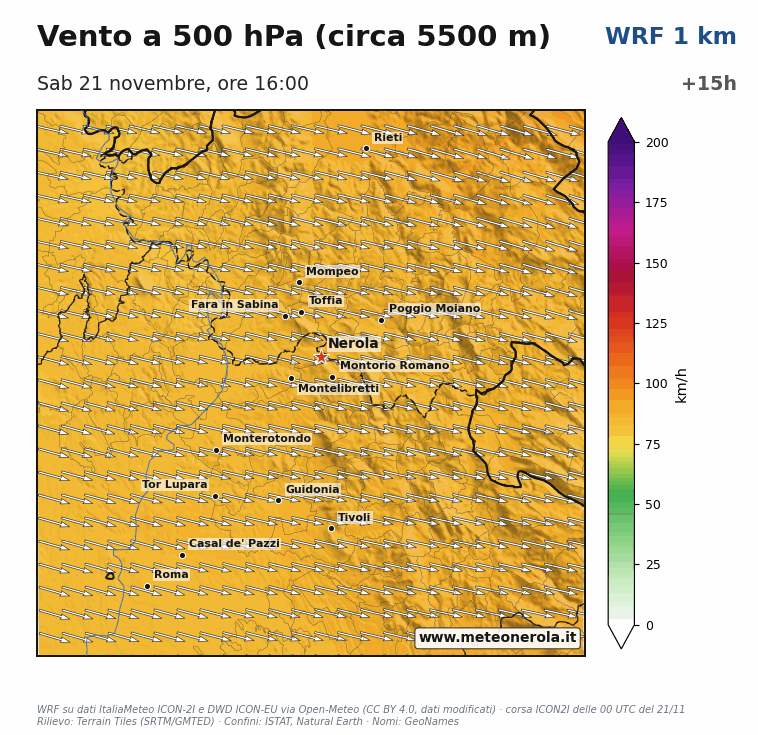 Vento a 500 hPa (circa 5500 m)
WRF 1 km
Sab 21 novembre, ore 16:00
+15h
Rieti
Mompeo
Fara in Sabina
Toffia
Poggio Moiano
Nerola
Montorio Romano
Montelibretti
Monterotondo
Tor Lupara
Guidonia
Tivoli
Casal de' Pazzi
Roma
www.meteonerola.it
200
175
150
125
100
75
50
25
0
km/h
WRF su dati ItaliaMeteo ICON-2I e DWD ICON-EU via Open-Meteo (CC BY 4.0, dati modificati) · corsa ICON2I delle 00 UTC del 21/11
Rilievo: Terrain Tiles (SRTM/GMTED) · Confini: ISTAT, Natural Earth · Nomi: GeoNames